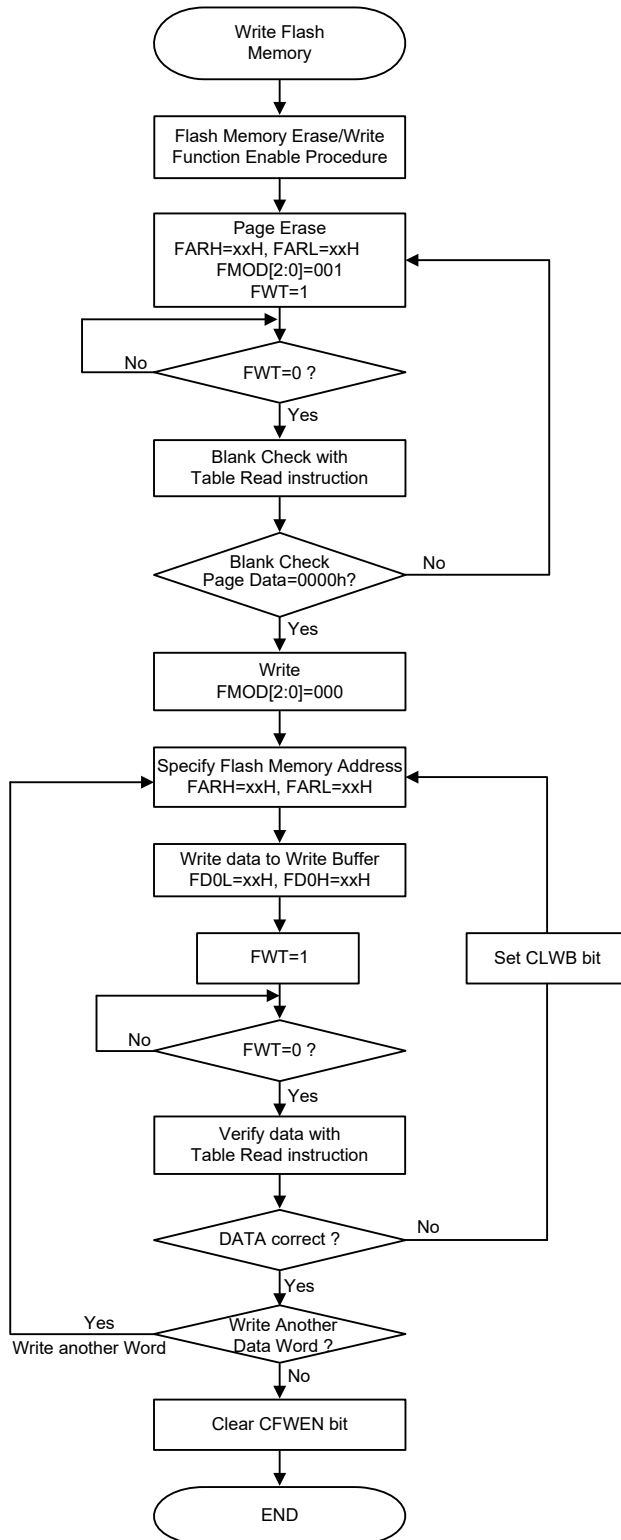 Write Flash
Memory
Flash Memory Erase/Write
Function Enable Procedure
Page Erase
FARH=xxH, FARL=xxH
FMOD[2:0]=001
FWT=1
No
FWT=0 ?
Yes
Blank Check with
Table Read instruction
Blank Check
Page Data=0000h?
No
Yes
Write
FMOD[2:0]=000
Specify Flash Memory Address
FARH=xxH, FARL=xxH
Write data to Write Buffer
FD0L=xxH, FD0H=xxH
FWT=1
Set CLWB bit
No
FWT=0 ?
Yes
Verify data with
Table Read instruction
DATA correct ?
No
Yes
Yes
Write another Word
Write Another
Data Word ?
No
Clear CFWEN bit
END